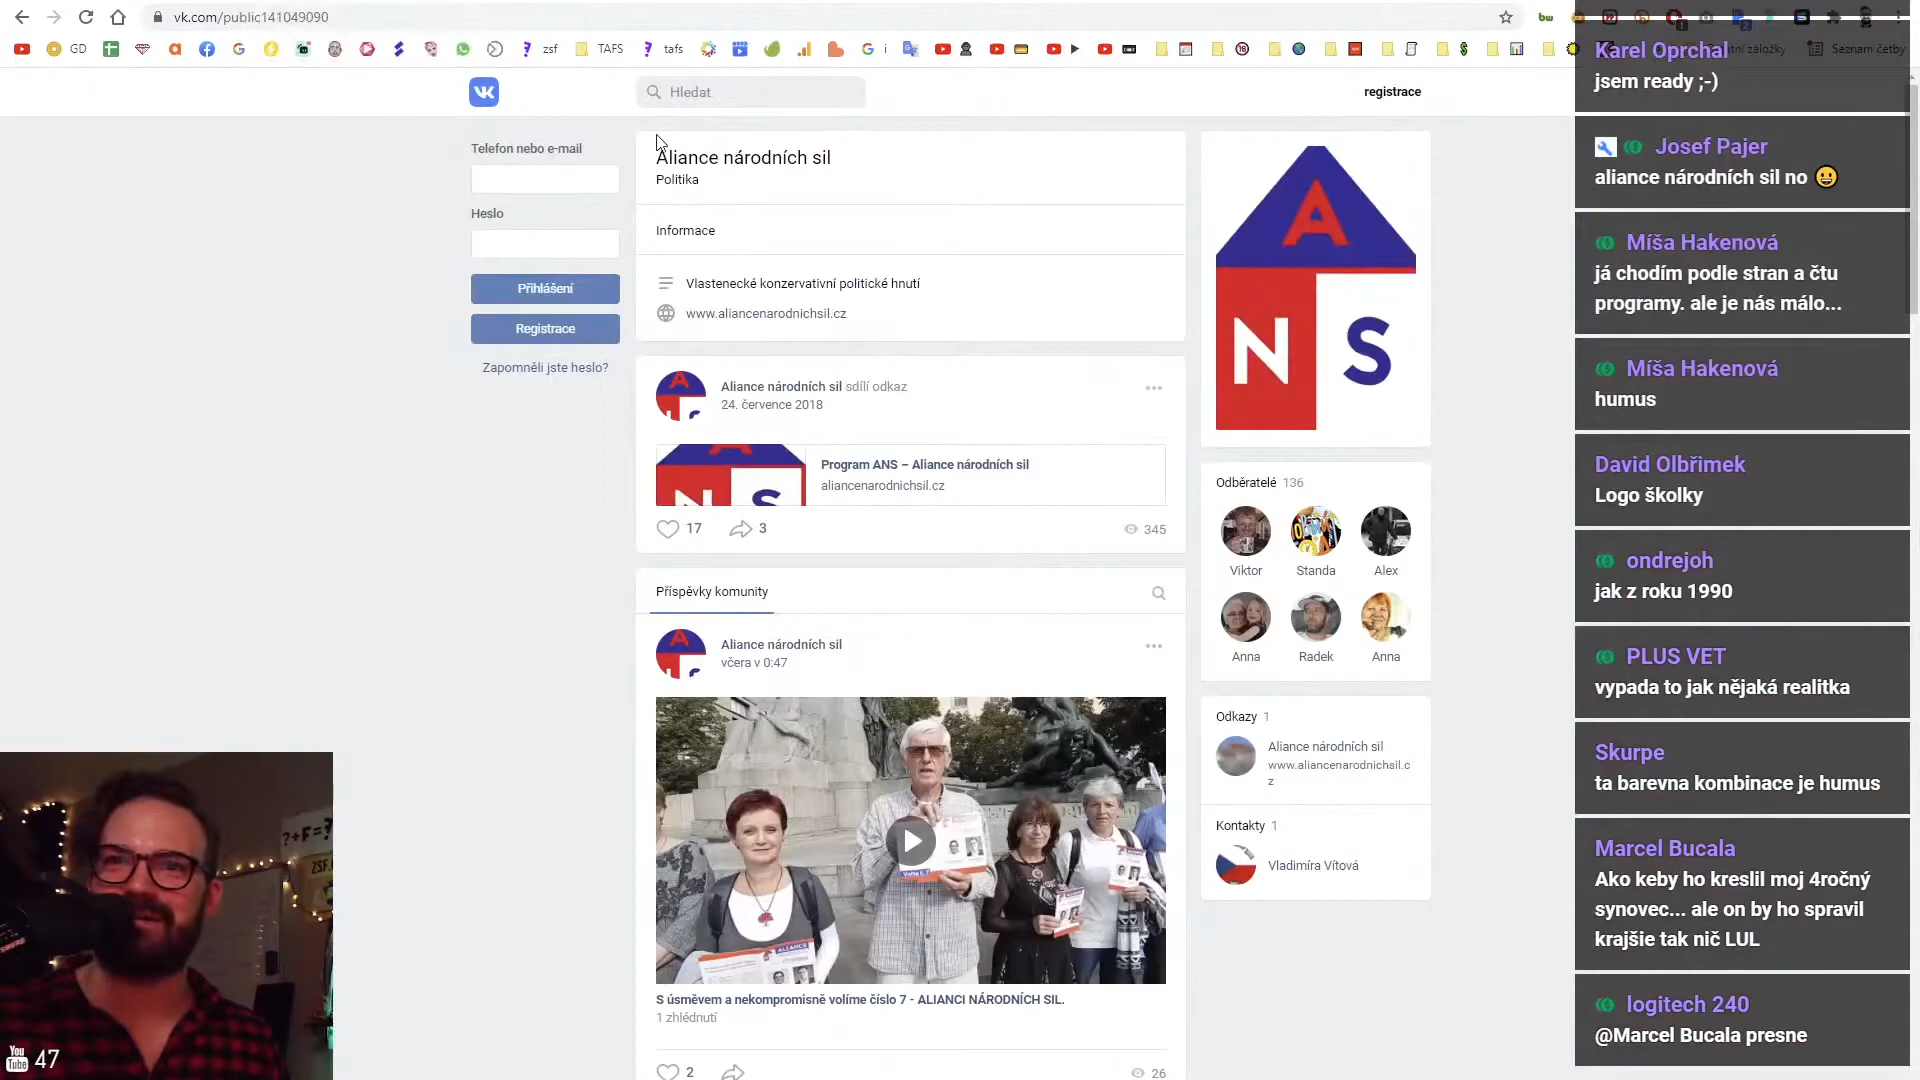 vk.com/public141049090
GD
zsf
TAFS
tafs
i
Seznam četby
Hledat
registrace
Telefon nebo e-mail
Heslo
Přihlášení
Registrace
Zapomněli jste heslo?
Aliance národních sil
Politika
Informace
Vlastenecké konzervativní politické hnutí
www.aliancenarodnichsil.cz
Aliance národních sil sdílí odkaz
24. července 2018
Program ANS – Aliance národních sil
aliancenarodnichsil.cz
17
3
345
Příspěvky komunity
Aliance národních sil
včera v 0:47
S úsměvem a nekompromisně volíme číslo 7 - ALIANCI NÁRODNÍCH SIL.
1 zhlédnutí
2
26
A
N S
Odběratelé 136
Viktor
Standa
Alex
Anna
Radek
Anna
Odkazy 1
Aliance národních sil
www.aliancenarodnichsil.c
z
Kontakty 1
Vladimíra Vítová
Karel Oprchal
jsem ready ;-)
Josef Pajer
aliance národních sil no 😀
Míša Hakenová
já chodím podle stran a čtu
programy. ale je nás málo...
Míša Hakenová
humus
David Olbřimek
Logo školky
ondrejoh
jak z roku 1990
PLUS VET
vypada to jak nějaká realitka
Skurpe
ta barevna kombinace je humus
Marcel Bucala
Ako keby ho kreslil moj 4ročný
synovec... ale on by ho spravil
krajšie tak nič LUL
logitech 240
@Marcel Bucala presne
You
Tube 47